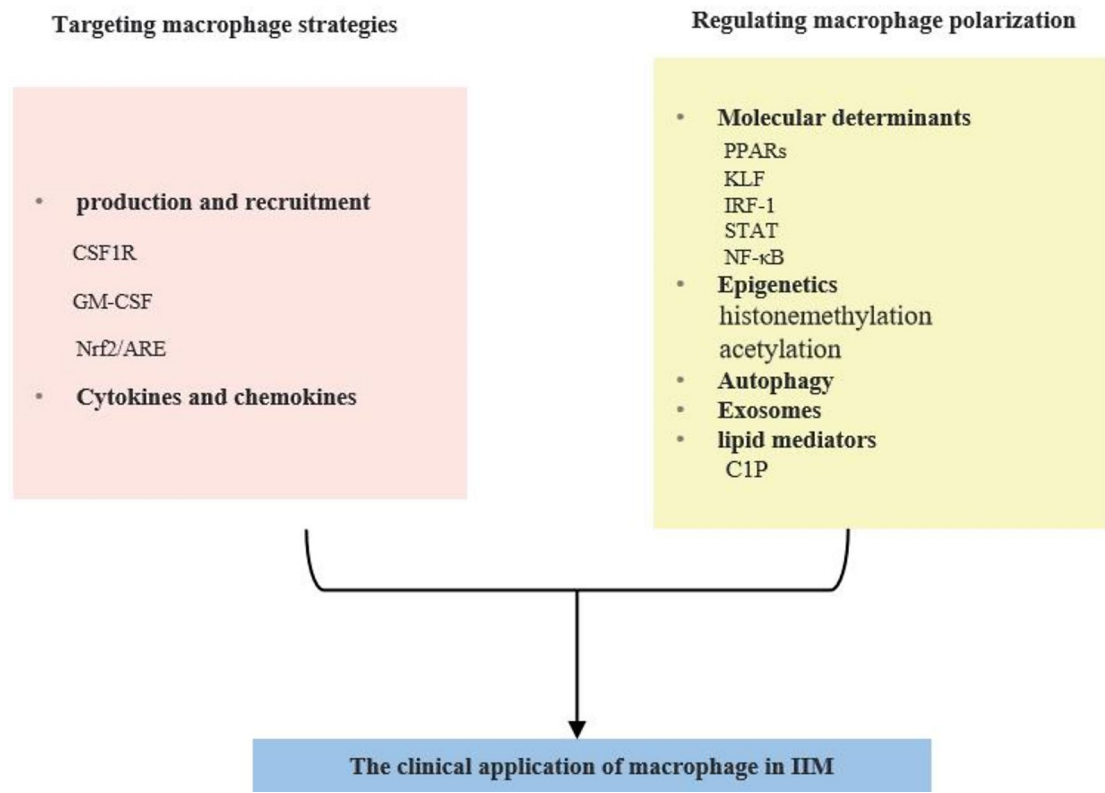 Targeting macrophage strategies
• production and recruitment
CSF1R
GM-CSF
Nrf2/ARE
• Cytokines and chemokines
Regulating macrophage polarization
• Molecular determinants
PPARs
KLF
IRF-1
STAT
NF-κB
• Epigenetics
histonemethylation
acetylation
• Autophagy
• Exosomes
• lipid mediators
C1P
The clinical application of macrophage in IIM